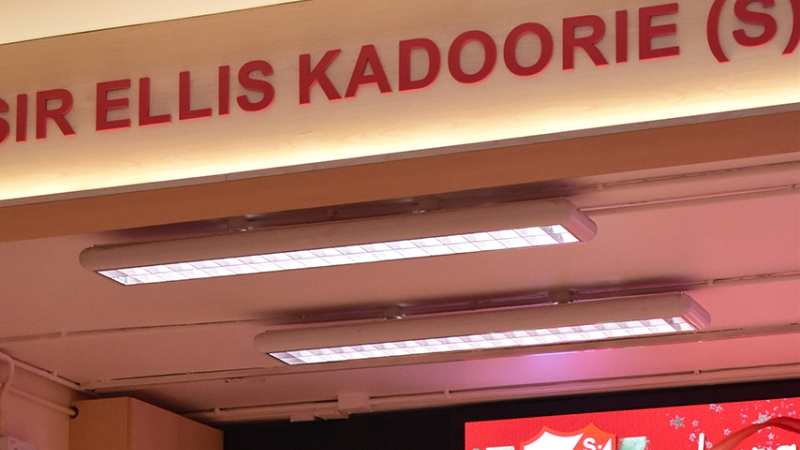 SIR ELLIS KADOORIE (S)
S.